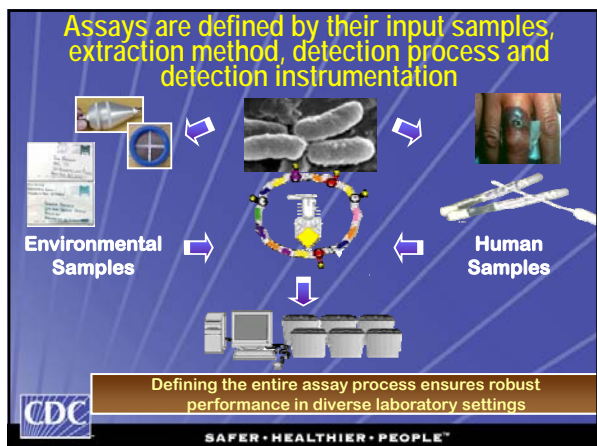 Assays are defined by their input samples,
extraction method, detection process and
detection instrumentation
Environmental
Samples
Human
Samples
Defining the entire assay process ensures robust
performance in diverse laboratory settings
CDC
SAFER • HEALTHIER • PEOPLE™